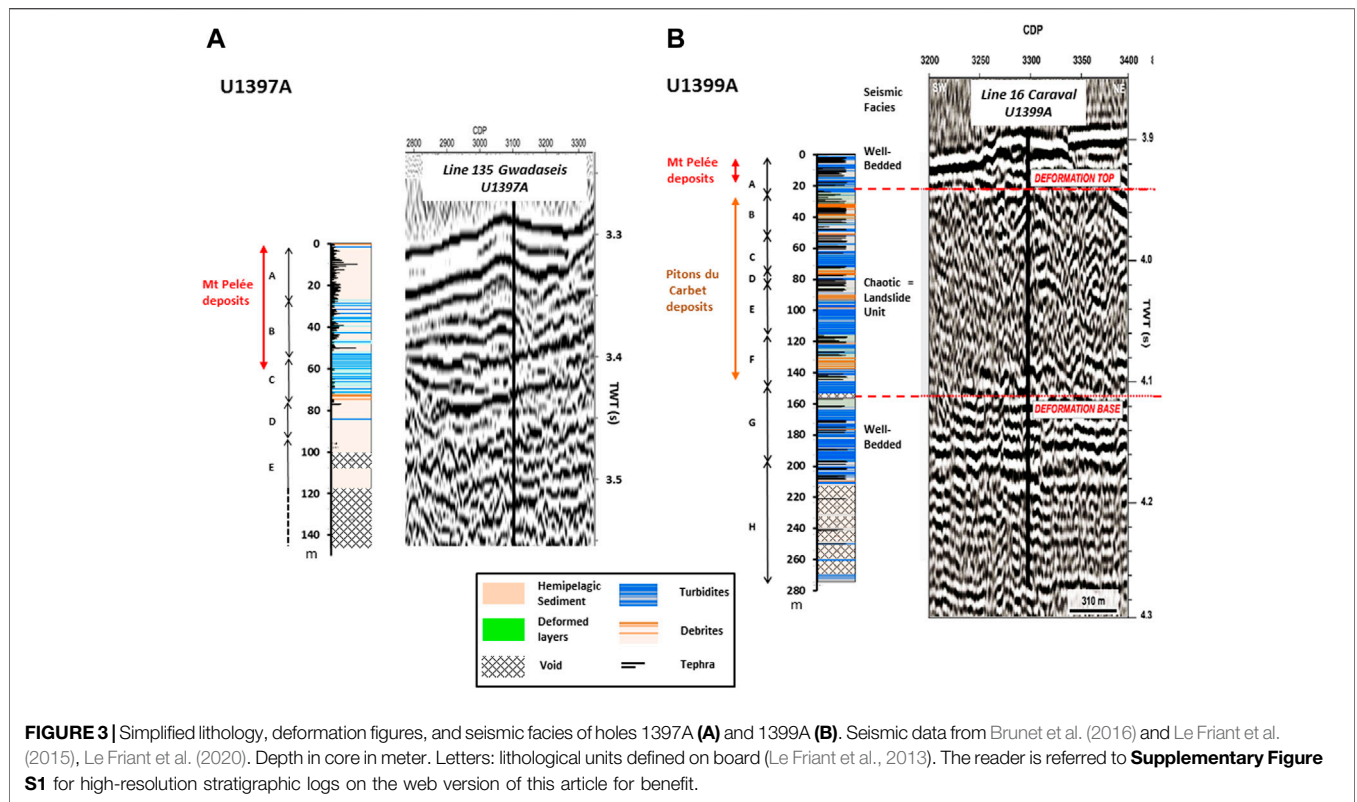 A
U1397A
CDP
2800 2900 3000 3100 3200 3300
Line 135 Gwadaseis
U1397A
Mt Pelée
deposits
0
20
40
60
80
100
120
140
m
A
B
C
D
E
3.3
3.4
3.5
TWT (s)
B
U1399A
Seismic
Facies
CDP
3200 3250 3300 3350 3400
SW
NE
Line 16 Caraval
U1399A
Mt Pelée
deposits
Pitons du
Carbet
deposits
A
B
C
D
E
F
G
H
0
20
40
60
80
100
120
140
160
180
200
220
240
260
280
m
Well-
Bedded
Chaotic =
Landslide
Unit
Well-
Bedded
DEFORMATION TOP
DEFORMATION BASE
3.9
4.0
4.1
4.2
4.3
TWT (s)
310 m
Hemipelagic
Sediment
Turbidites
Deformed
layers
Debrites
Void
Tephra
FIGURE 3 | Simplified lithology, deformation figures, and seismic facies of holes 1397A (A) and 1399A (B). Seismic data from Brunet et al. (2016) and Le Friant et al.
(2015), Le Friant et al. (2020). Depth in core in meter. Letters: lithological units defined on board (Le Friant et al., 2013). The reader is referred to Supplementary Figure
S1 for high-resolution stratigraphic logs on the web version of this article for benefit.